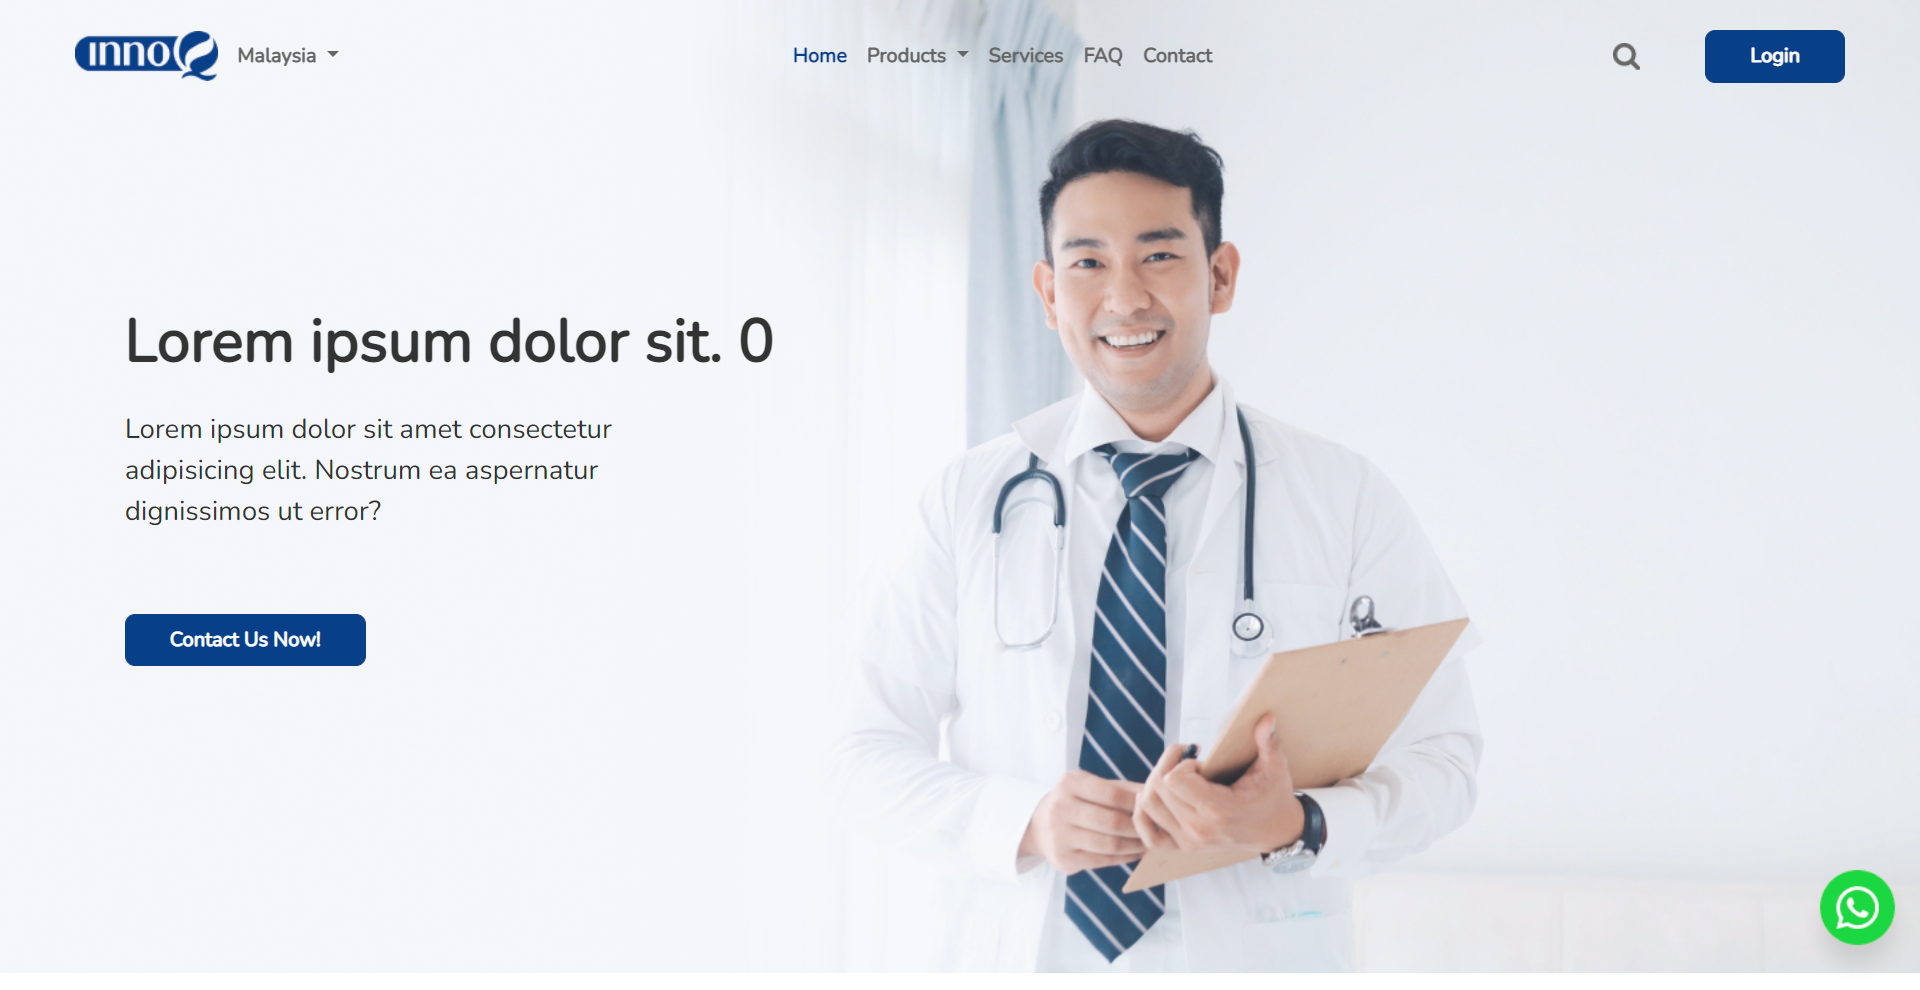 innoQ
Malaysia
Home
Products
Services
FAQ
Contact
Login
Lorem ipsum dolor sit. 0
Lorem ipsum dolor sit amet consectetur
adipisicing elit. Nostrum ea aspernatur
dignissimos ut error?
Contact Us Now!